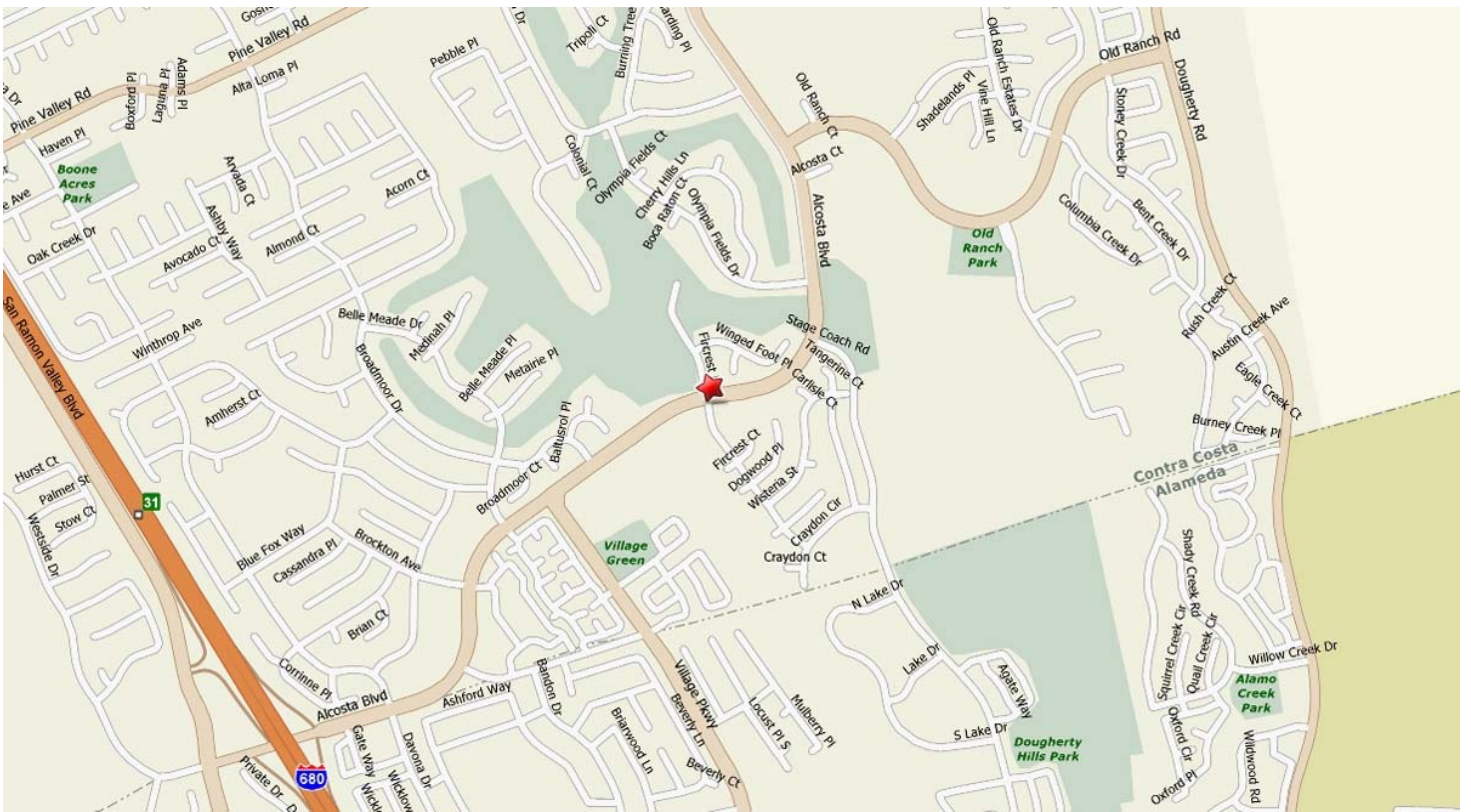 Gosh
Pine Valley Rd
Alta Loma Pl
Adams Pl
Laguna Pl
Boxford Pl
Pine Valley Rd
Haven Pl
Boone
Acres
Park
e Ave
a Dr
Oak Creek Dr
Arvada Ct
Ashby Way
Avocado Ct
Almond Ct
Acorn Ct
Pebble Pl
Dr
Tripoli Ct
Burning Tree
arding Pl
Colonial Ct
Olympia Fields Ct
Cherry Hills Ln
Boca Raton Ct
Olympia Fields Dr
Old Ranch Ct
Alcosta Ct
Alcosta Blvd
Shadelands Pl
Vine Hill Ln
Old Ranch Estates Dr
Old Ranch Rd
Dougherty Rd
Stoney Creek Dr
Columbia Creek Dr
Bent Creek Dr
Old
Ranch
Park
Rush Creek Ct
Austin Creek Ave
Eagle Creek Ct
Burney Creek Pl
Contra Costa
Alameda
San Ramon Valley Blvd
Winthrop Ave
Belle Meade Dr
Medinah Pl
Belle Meade Pl
Metairie Pl
Broadmoor Dr
Amherst Ct
Baltusrol Pl
Broadmoor Ct
Fircrest
Winged Foot Pl
Stage Coach Rd
Tangerine Ct
Carlisle Ct
Fircrest Ct
Dogwood Pl
Wisteria St
Craydon Cir
Craydon Ct
Hurst Ct
Palmer St
Stow Ct
Westside Dr
31
Blue Fox Way
Cassandra Pl
Brockton Ave
Brian Ct
Corrinne Pl
Village
Green
N Lake Dr
Lake Dr
S Lake Dr
Agate Way
Dougherty
Hills Park
Shady Creek Rd
Squirrel Creek Cir
Quail Creek Cir
Willow Creek Dr
Alamo
Creek
Park
Oxford Cir
Oxford Pl
Wildwood Rd
Alcosta Blvd
Ashford Way
Bandon Dr
Village Pkwy
Beverly Ln
Briarwood Ln
Beverly Ct
Locust Pl S
Mulberry Pl
Gate Way
Davona Dr
Wicklow
Wicklo
Private Dr
D
680